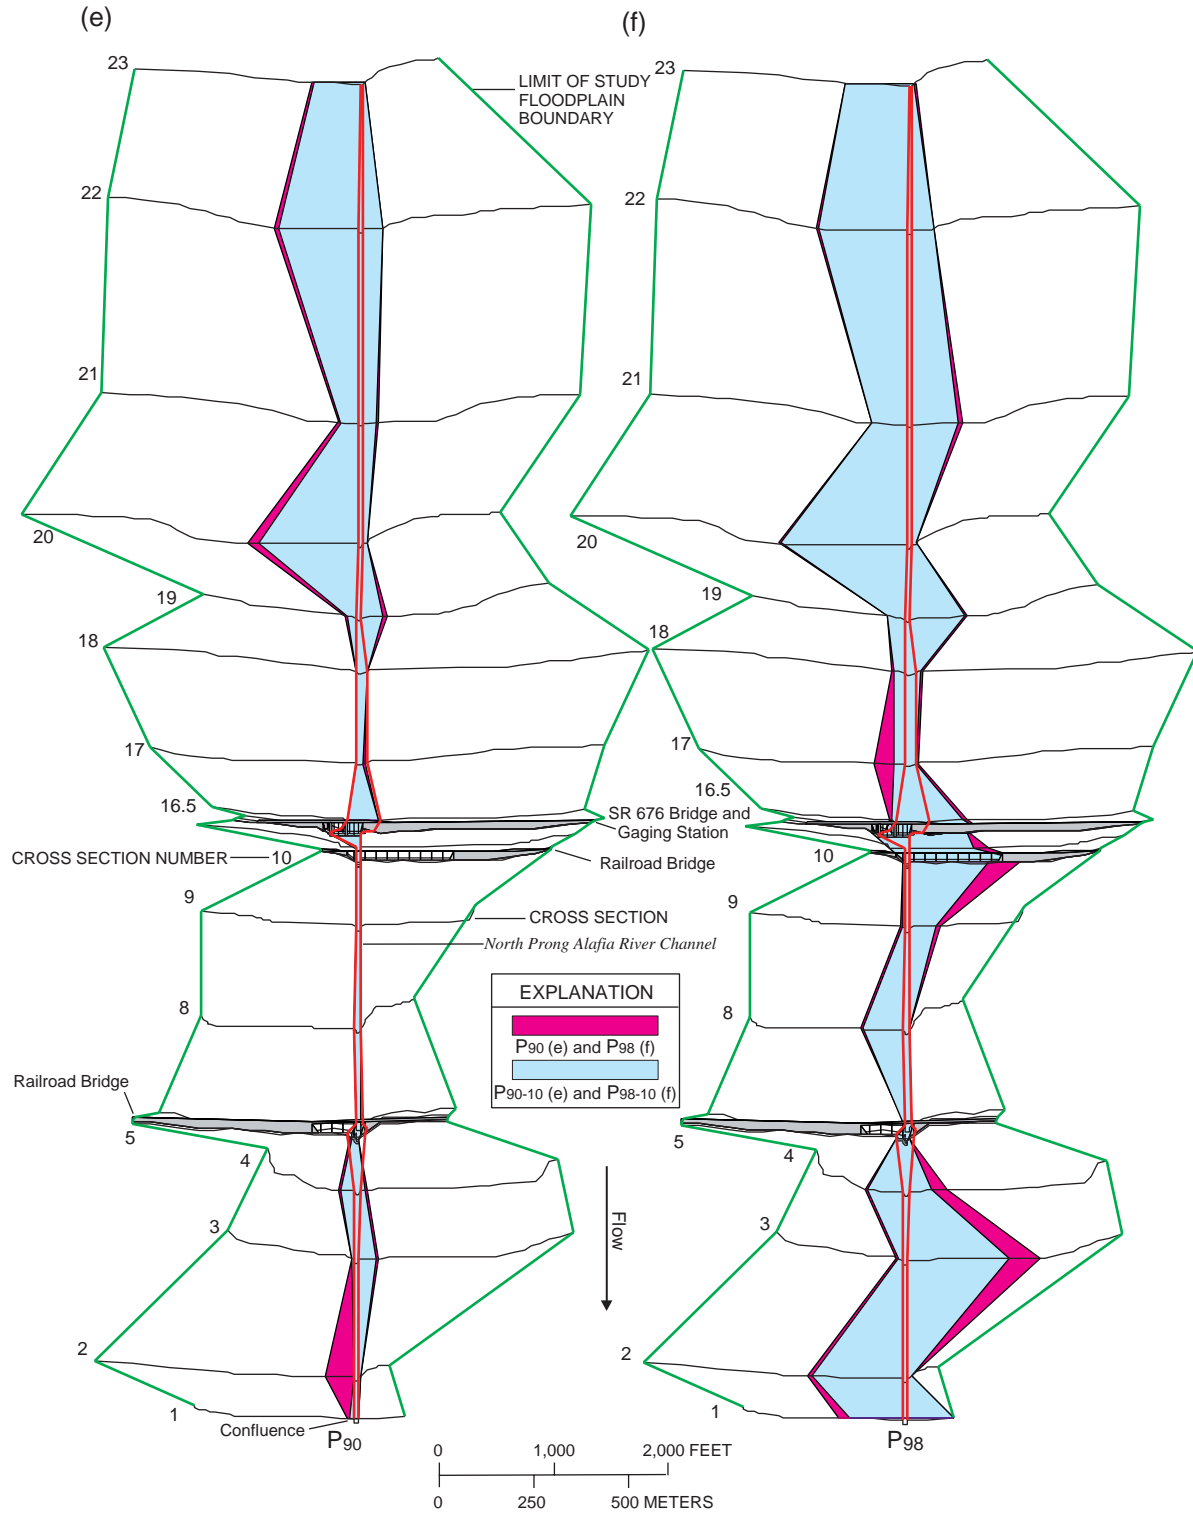 (e)
(f)
23
LIMIT OF STUDY
FLOODPLAIN
BOUNDARY
23
22
22
21
21
20
20
19
19
18
18
17
17
16.5
16.5
SR 676 Bridge and
Gaging Station
CROSS SECTION NUMBER
10
Railroad Bridge
10
9
CROSS SECTION
9
North Prong Alafia River Channel
EXPLANATION
P90 (e) and P98 (f)
P90-10 (e) and P98-10 (f)
8
8
Railroad Bridge
5
5
4
4
Flow
3
3
2
2
1
1
Confluence
P90
P98
0 1,000 2,000 FEET
0 250 500 METERS